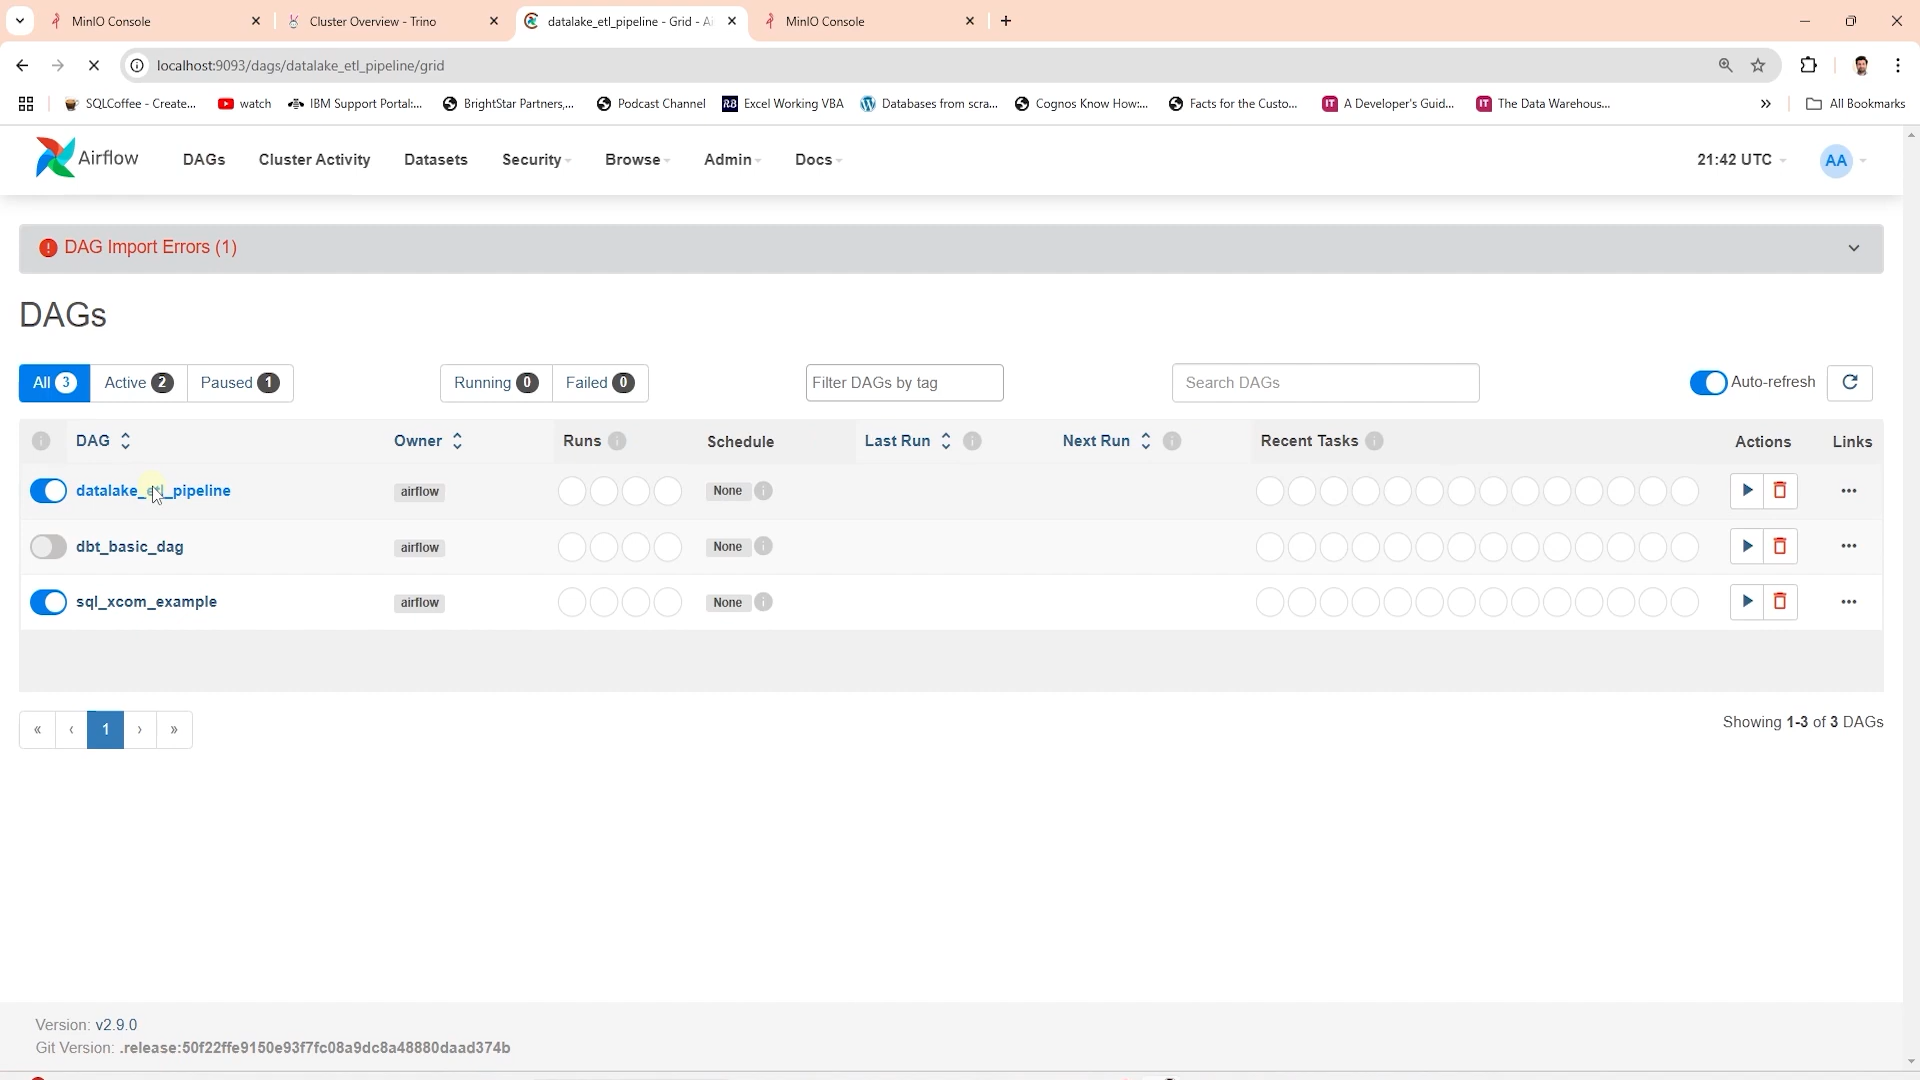 MinIO Console
Cluster Overview - Trino
datalake_etl_pipeline - Grid - Ai
MinIO Console
localhost:9093/dags/datalake_etl_pipeline/grid
SQLCoffee - Create...
watch
IBM Support Portal:...
BrightStar Partners,...
Podcast Channel
Excel Working VBA
Databases from scra...
Cognos Know How:...
Facts for the Custo...
A Developer's Guid...
The Data Warehous...
All Bookmarks
Airflow
DAGs
Cluster Activity
Datasets
Security
Browse
Admin
Docs
21:42 UTC
AA
DAG Import Errors (1)
DAGs
All 3
Active 2
Paused 1
Running 0
Failed 0
Filter DAGs by tag
Search DAGs
Auto-refresh
DAG
Owner
Runs
Schedule
Last Run
Next Run
Recent Tasks
Actions
Links
datalake_etl_pipeline
airflow
None
dbt_basic_dag
airflow
None
sql_xcom_example
airflow
None
« ‹ 1 › »
Showing 1-3 of 3 DAGs
Version: v2.9.0
Git Version: .release:50f22ffe9150e93f7fc08a9dc8a48880daad374b